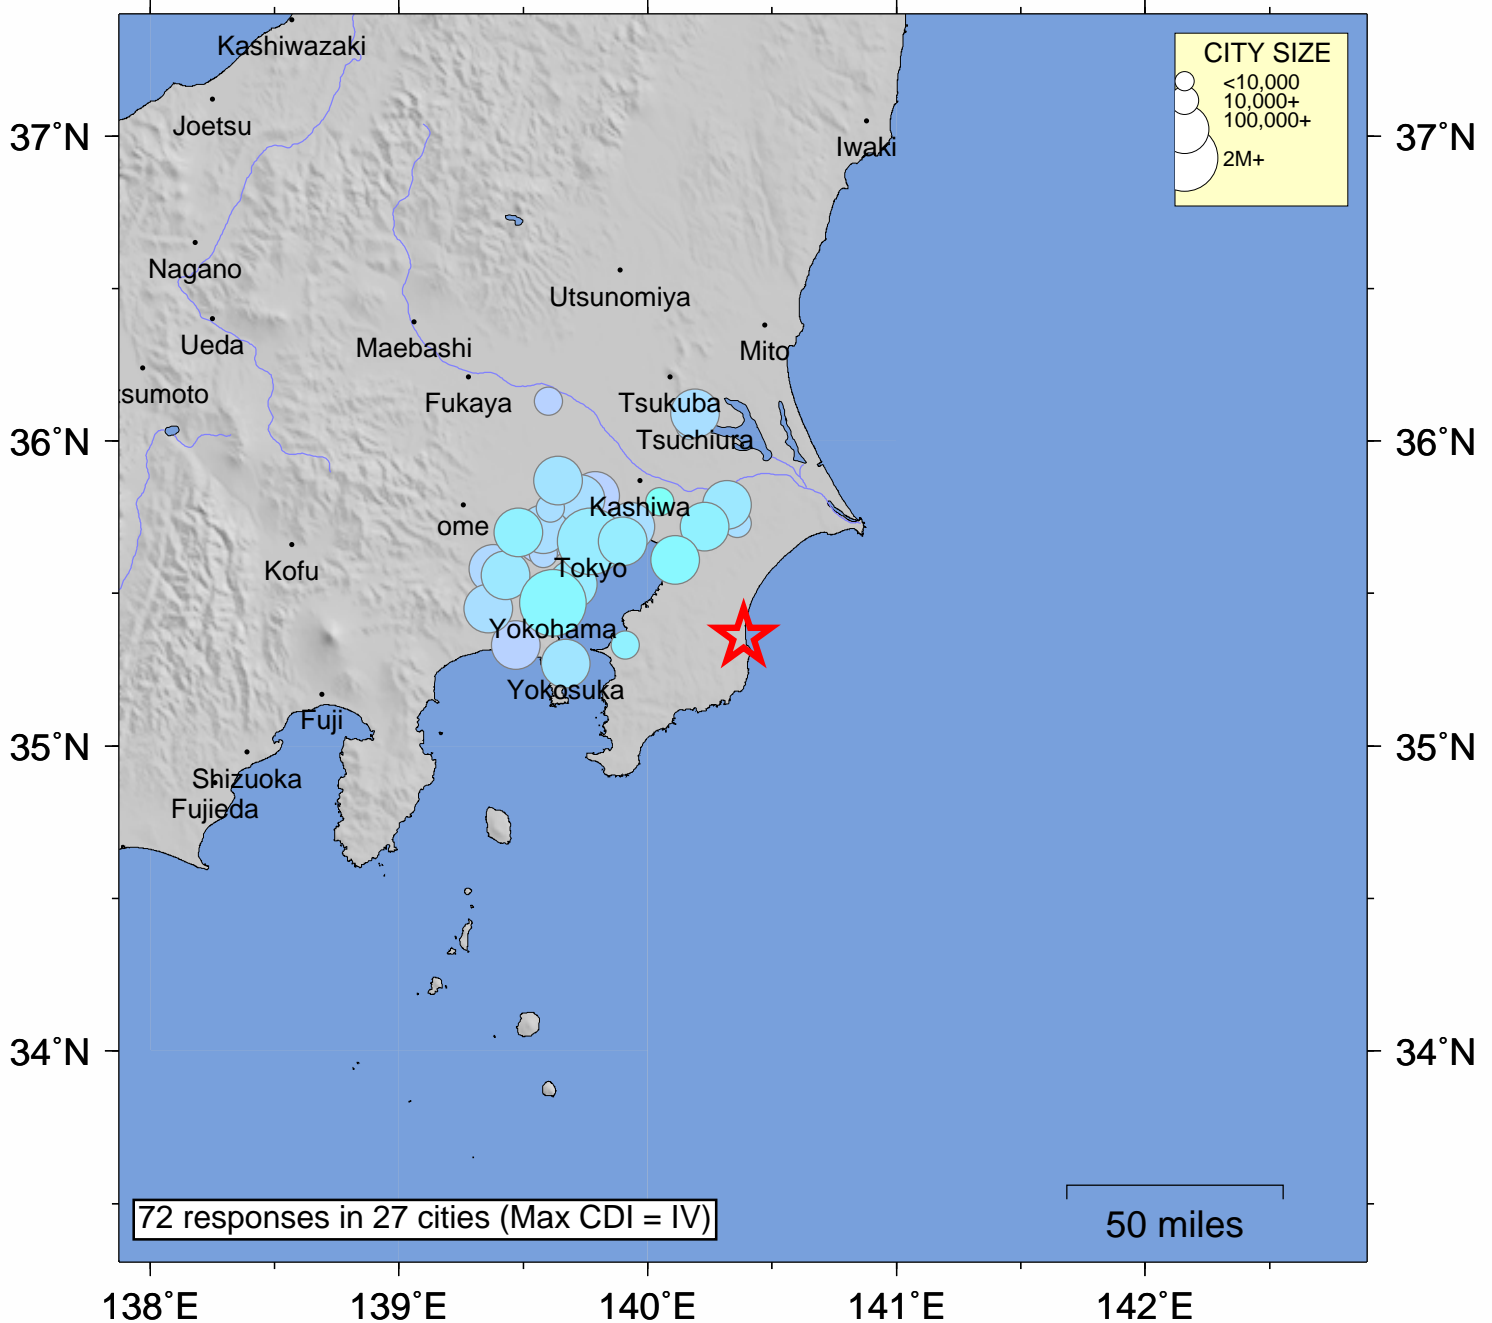 CITY SIZE
<10,000
10,000+
100,000+
2M+
Kashiwazaki
Joetsu
37˚N
37˚N
Iwaki
Nagano
Utsunomiya
Ueda
Maebashi
Mito
sumoto
Fukaya
Tsukuba
36˚N
Tsuchiura
36˚N
Kashiwa
ome
Kofu
Tokyo
Yokohama
Yokosuka
Fuji
35˚N
35˚N
Shizuoka
Fujieda
34˚N
34˚N
72 responses in 27 cities (Max CDI = IV)
50 miles
138˚E
139˚E
140˚E
141˚E
142˚E